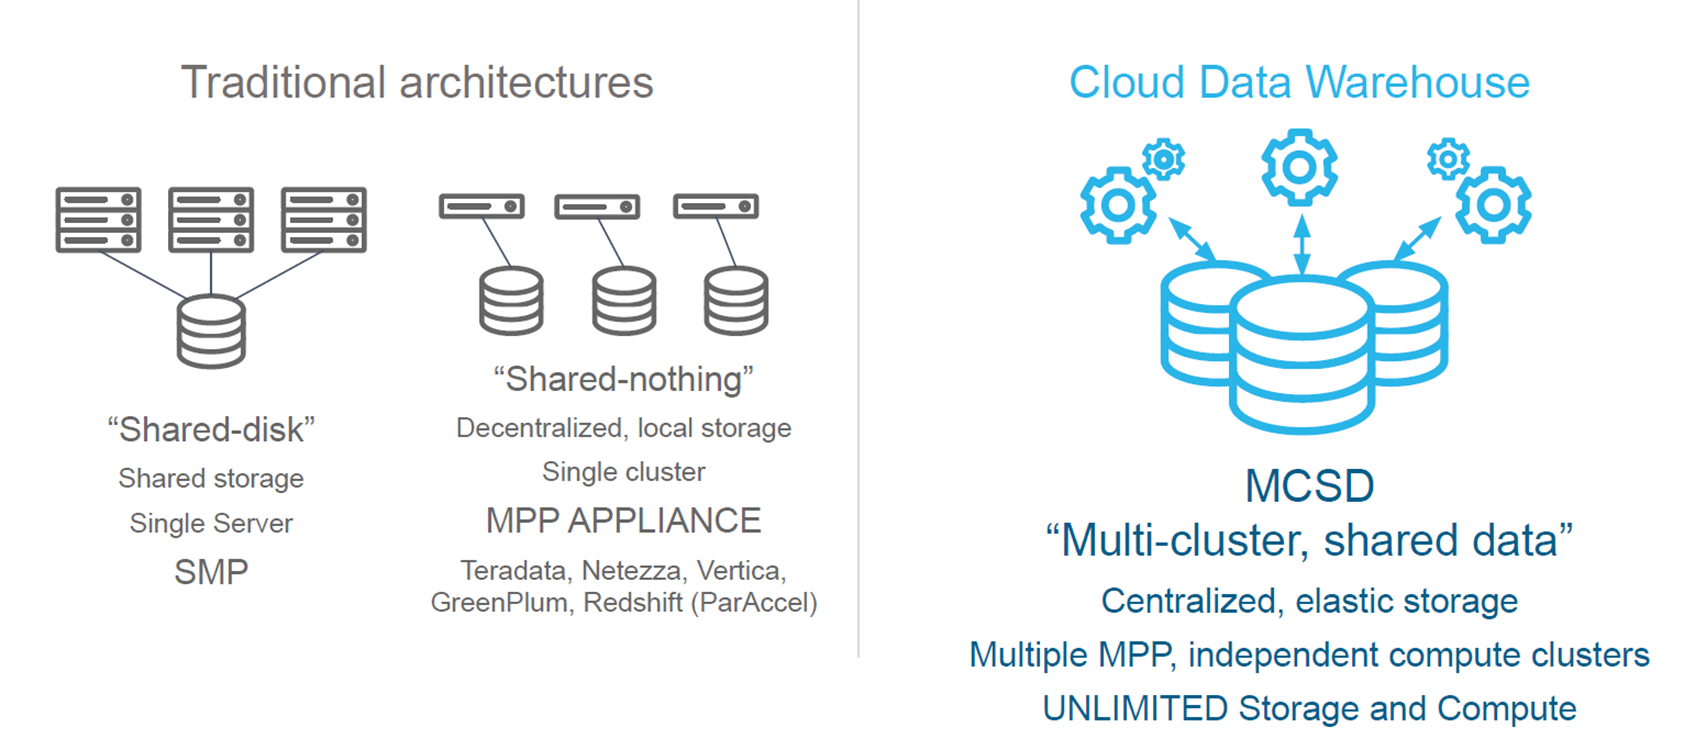 Traditional architectures
“Shared-disk”
Shared storage
Single Server
SMP
“Shared-nothing”
Decentralized, local storage
Single cluster
MPP APPLIANCE
Teradata, Netezza, Vertica,
GreenPlum, Redshift (ParAccel)
Cloud Data Warehouse
MCSD
“Multi-cluster, shared data”
Centralized, elastic storage
Multiple MPP, independent compute clusters
UNLIMITED Storage and Compute